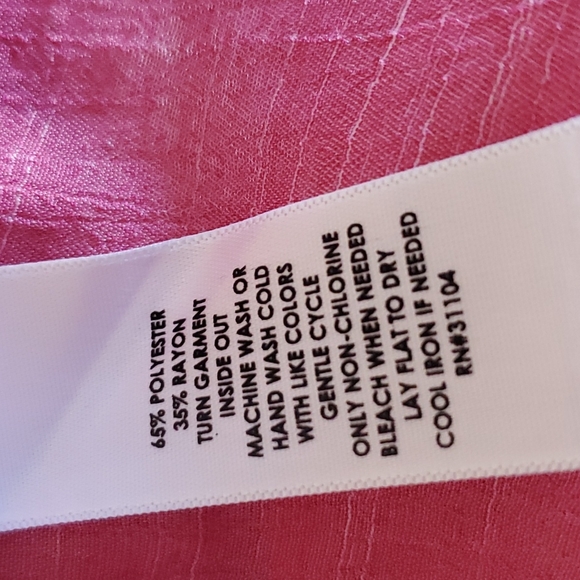 65% POLYESTER
35% RAYON
TURN GARMENT
INSIDE OUT
MACHINE WASH OR
HAND WASH COLD
WITH LIKE COLORS
GENTLE CYCLE
ONLY NON-CHLORINE
BLEACH WHEN NEEDED
LAY FLAT TO DRY
COOL IRON IF NEEDED
RN#31104